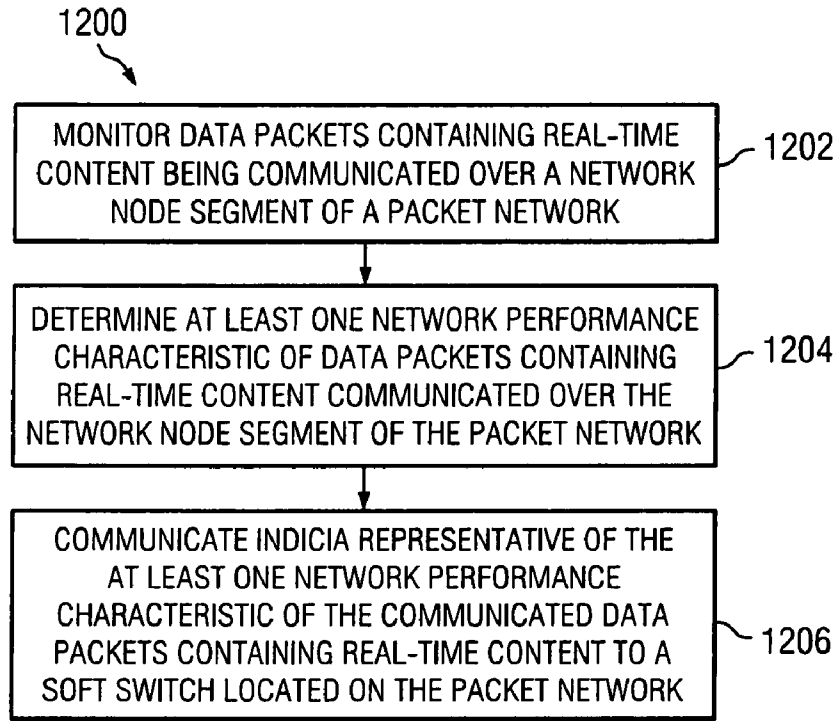 1200
MONITOR DATA PACKETS CONTAINING REAL-TIME
CONTENT BEING COMMUNICATED OVER A NETWORK
NODE SEGMENT OF A PACKET NETWORK
1202
DETERMINE AT LEAST ONE NETWORK PERFORMANCE
CHARACTERISTIC OF DATA PACKETS CONTAINING
REAL-TIME CONTENT COMMUNICATED OVER THE
NETWORK NODE SEGMENT OF THE PACKET NETWORK
1204
COMMUNICATE INDICIA REPRESENTATIVE OF THE
AT LEAST ONE NETWORK PERFORMANCE
CHARACTERISTIC OF THE COMMUNICATED DATA
PACKETS CONTAINING REAL-TIME CONTENT TO A
SOFT SWITCH LOCATED ON THE PACKET NETWORK
1206